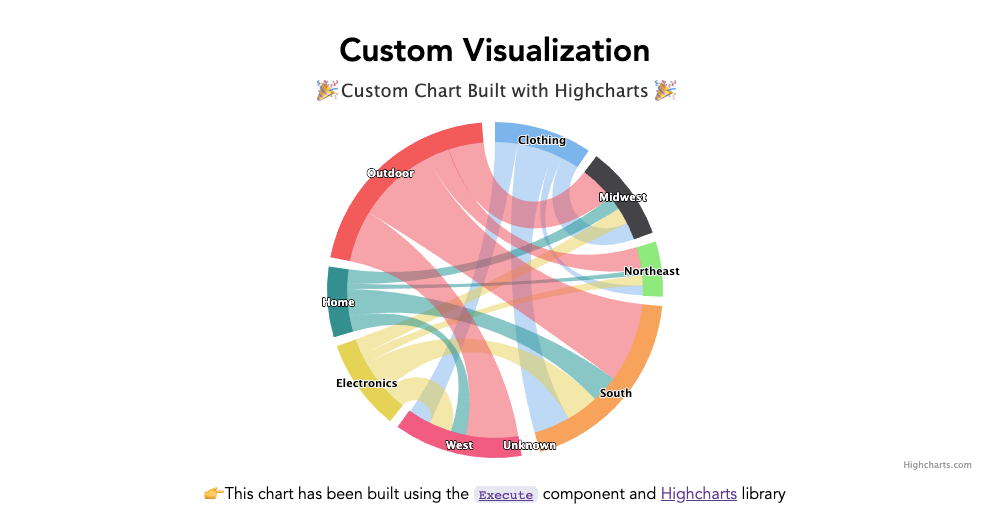 Custom Visualization
🎉Custom Chart Built with Highcharts 🎉
Clothing
Outdoor
Midwest
Northeast
Home
Electronics
South
West
Unknown
Highcharts.com
👉This chart has been built using the Execute component and Highcharts library